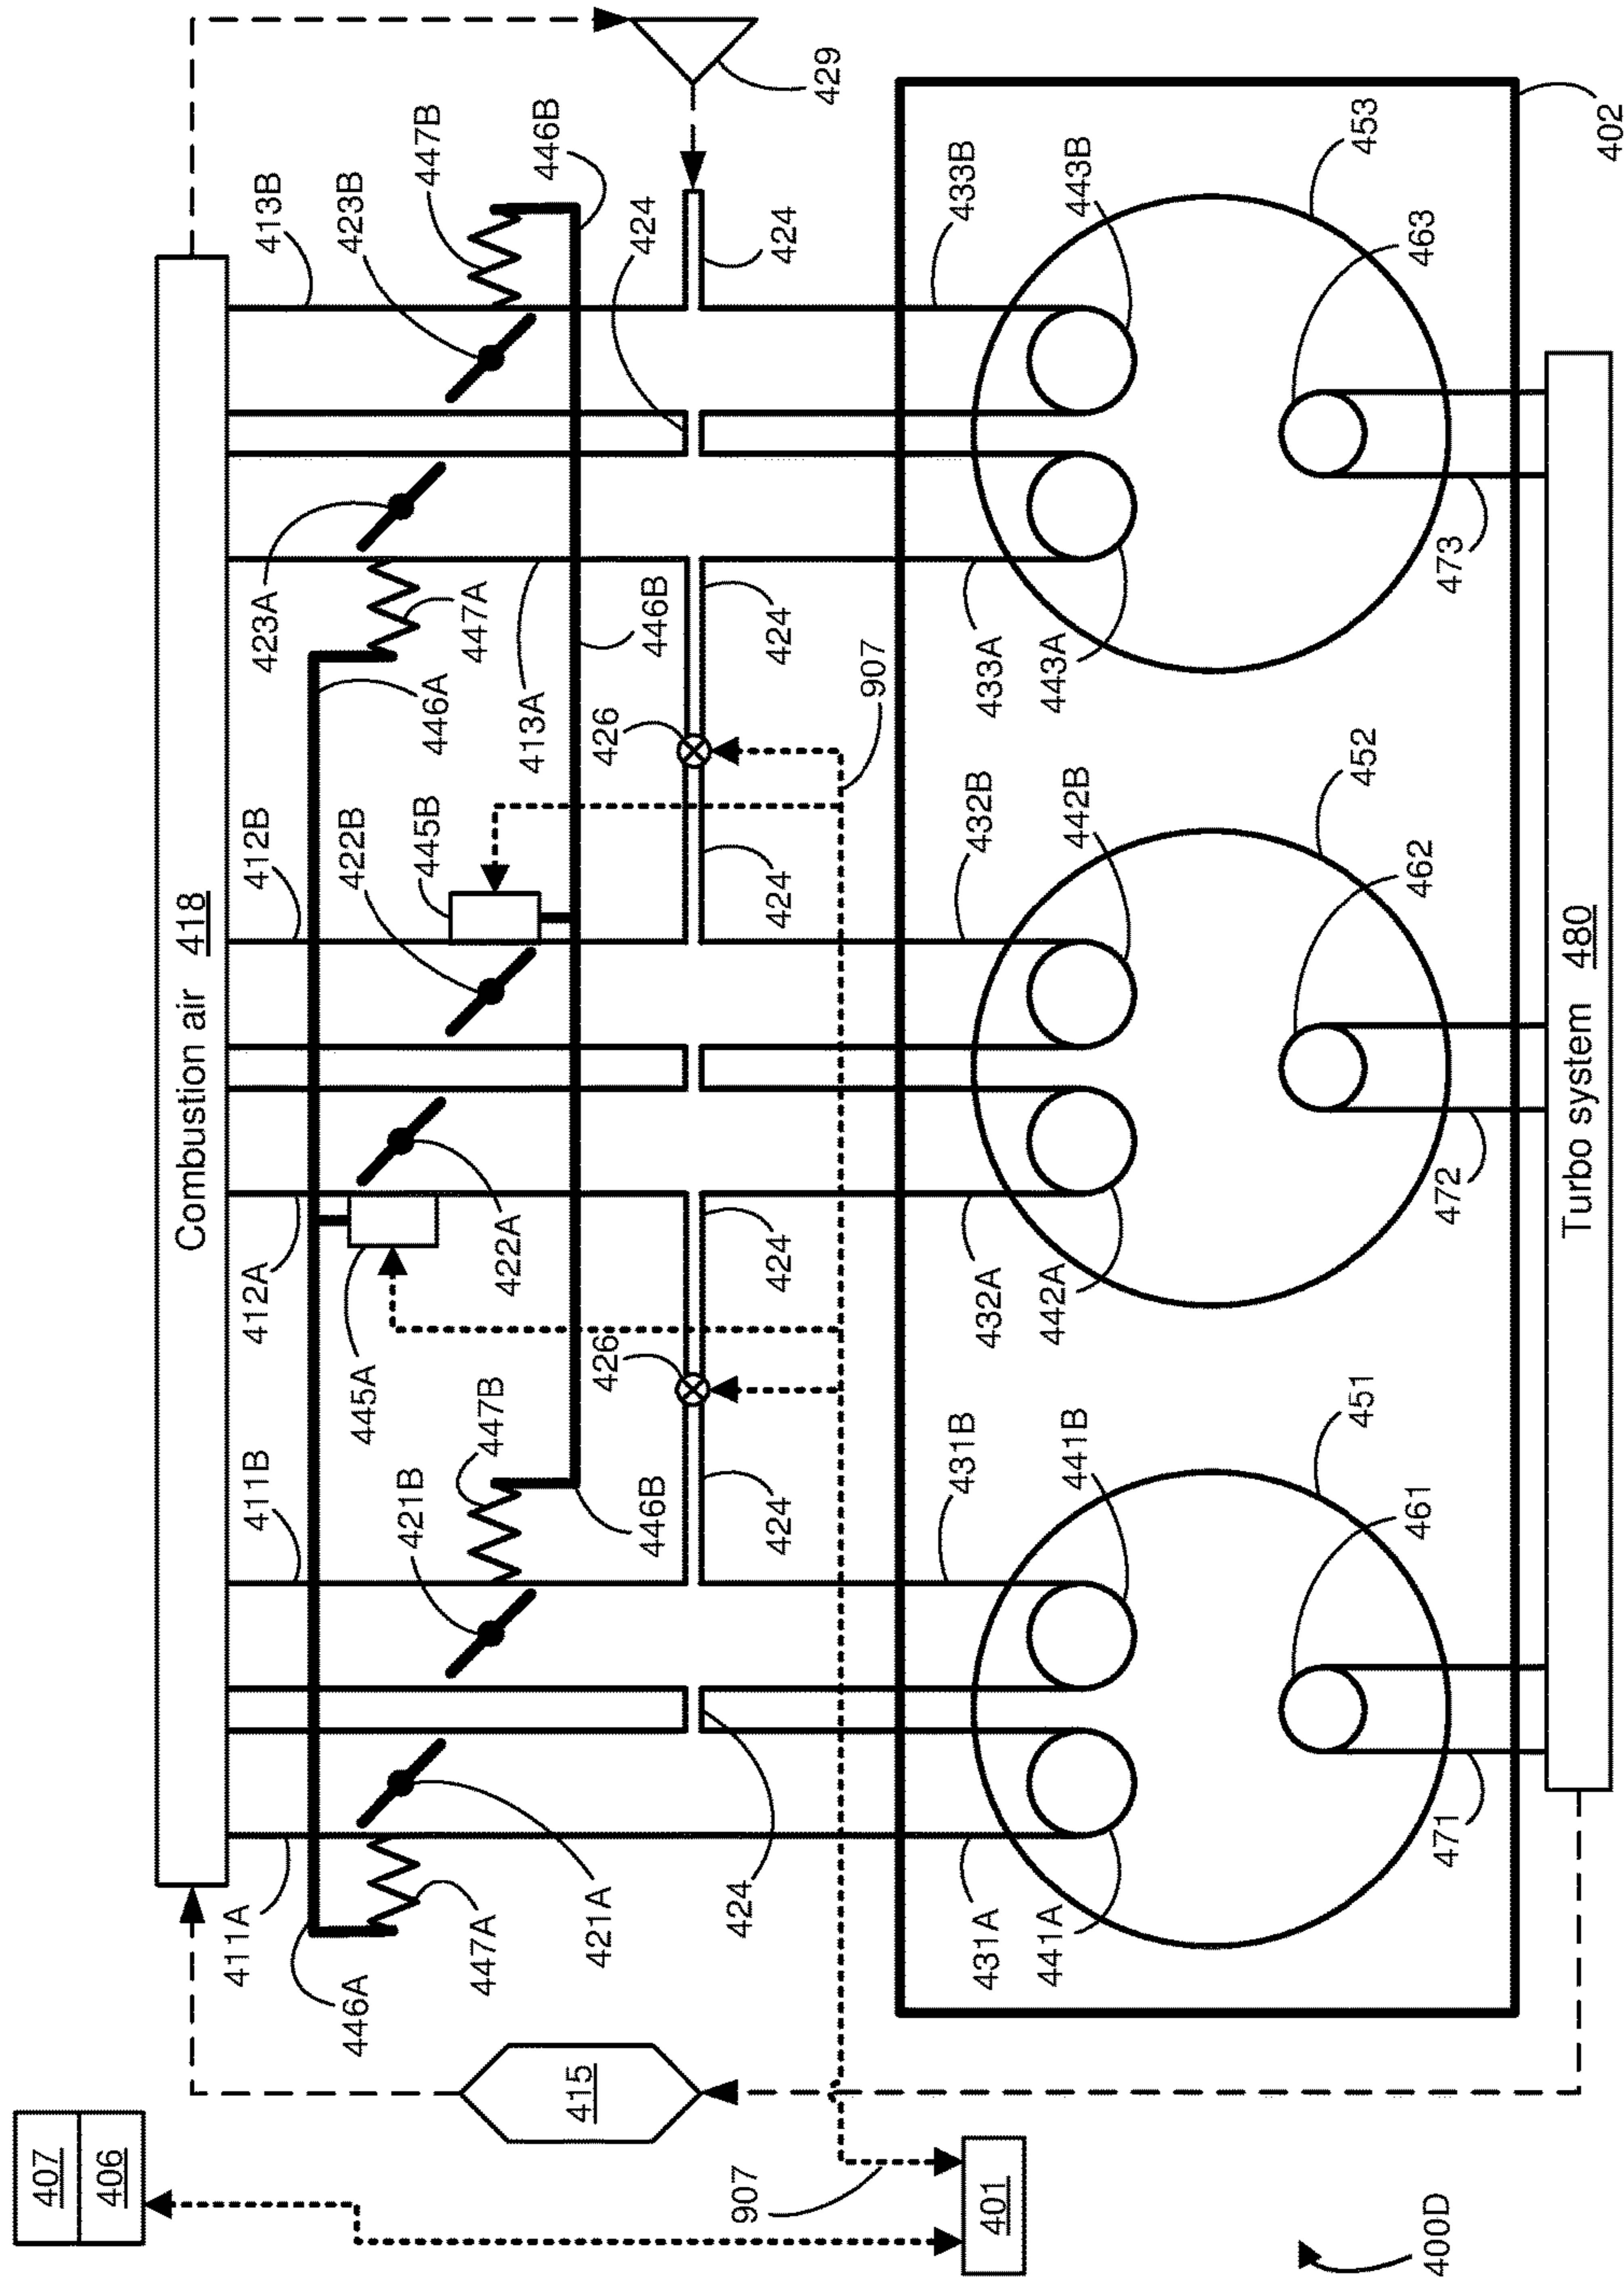 407
406
401
907
415
400D
Combustion air 418
411A
411B
412A
412B
413A
413B
446A
446A
447A
447A
421A
421B
422A
422B
423A
423B
445A
445B
447B
447B
446B
446B
446B
426
426
424
424
424
424
424
424
424
429
907
431A
431B
432A
432B
433A
433B
441A
441B
442A
442B
443A
443B
451
452
453
461
462
463
471
472
473
402
Turbo system 480